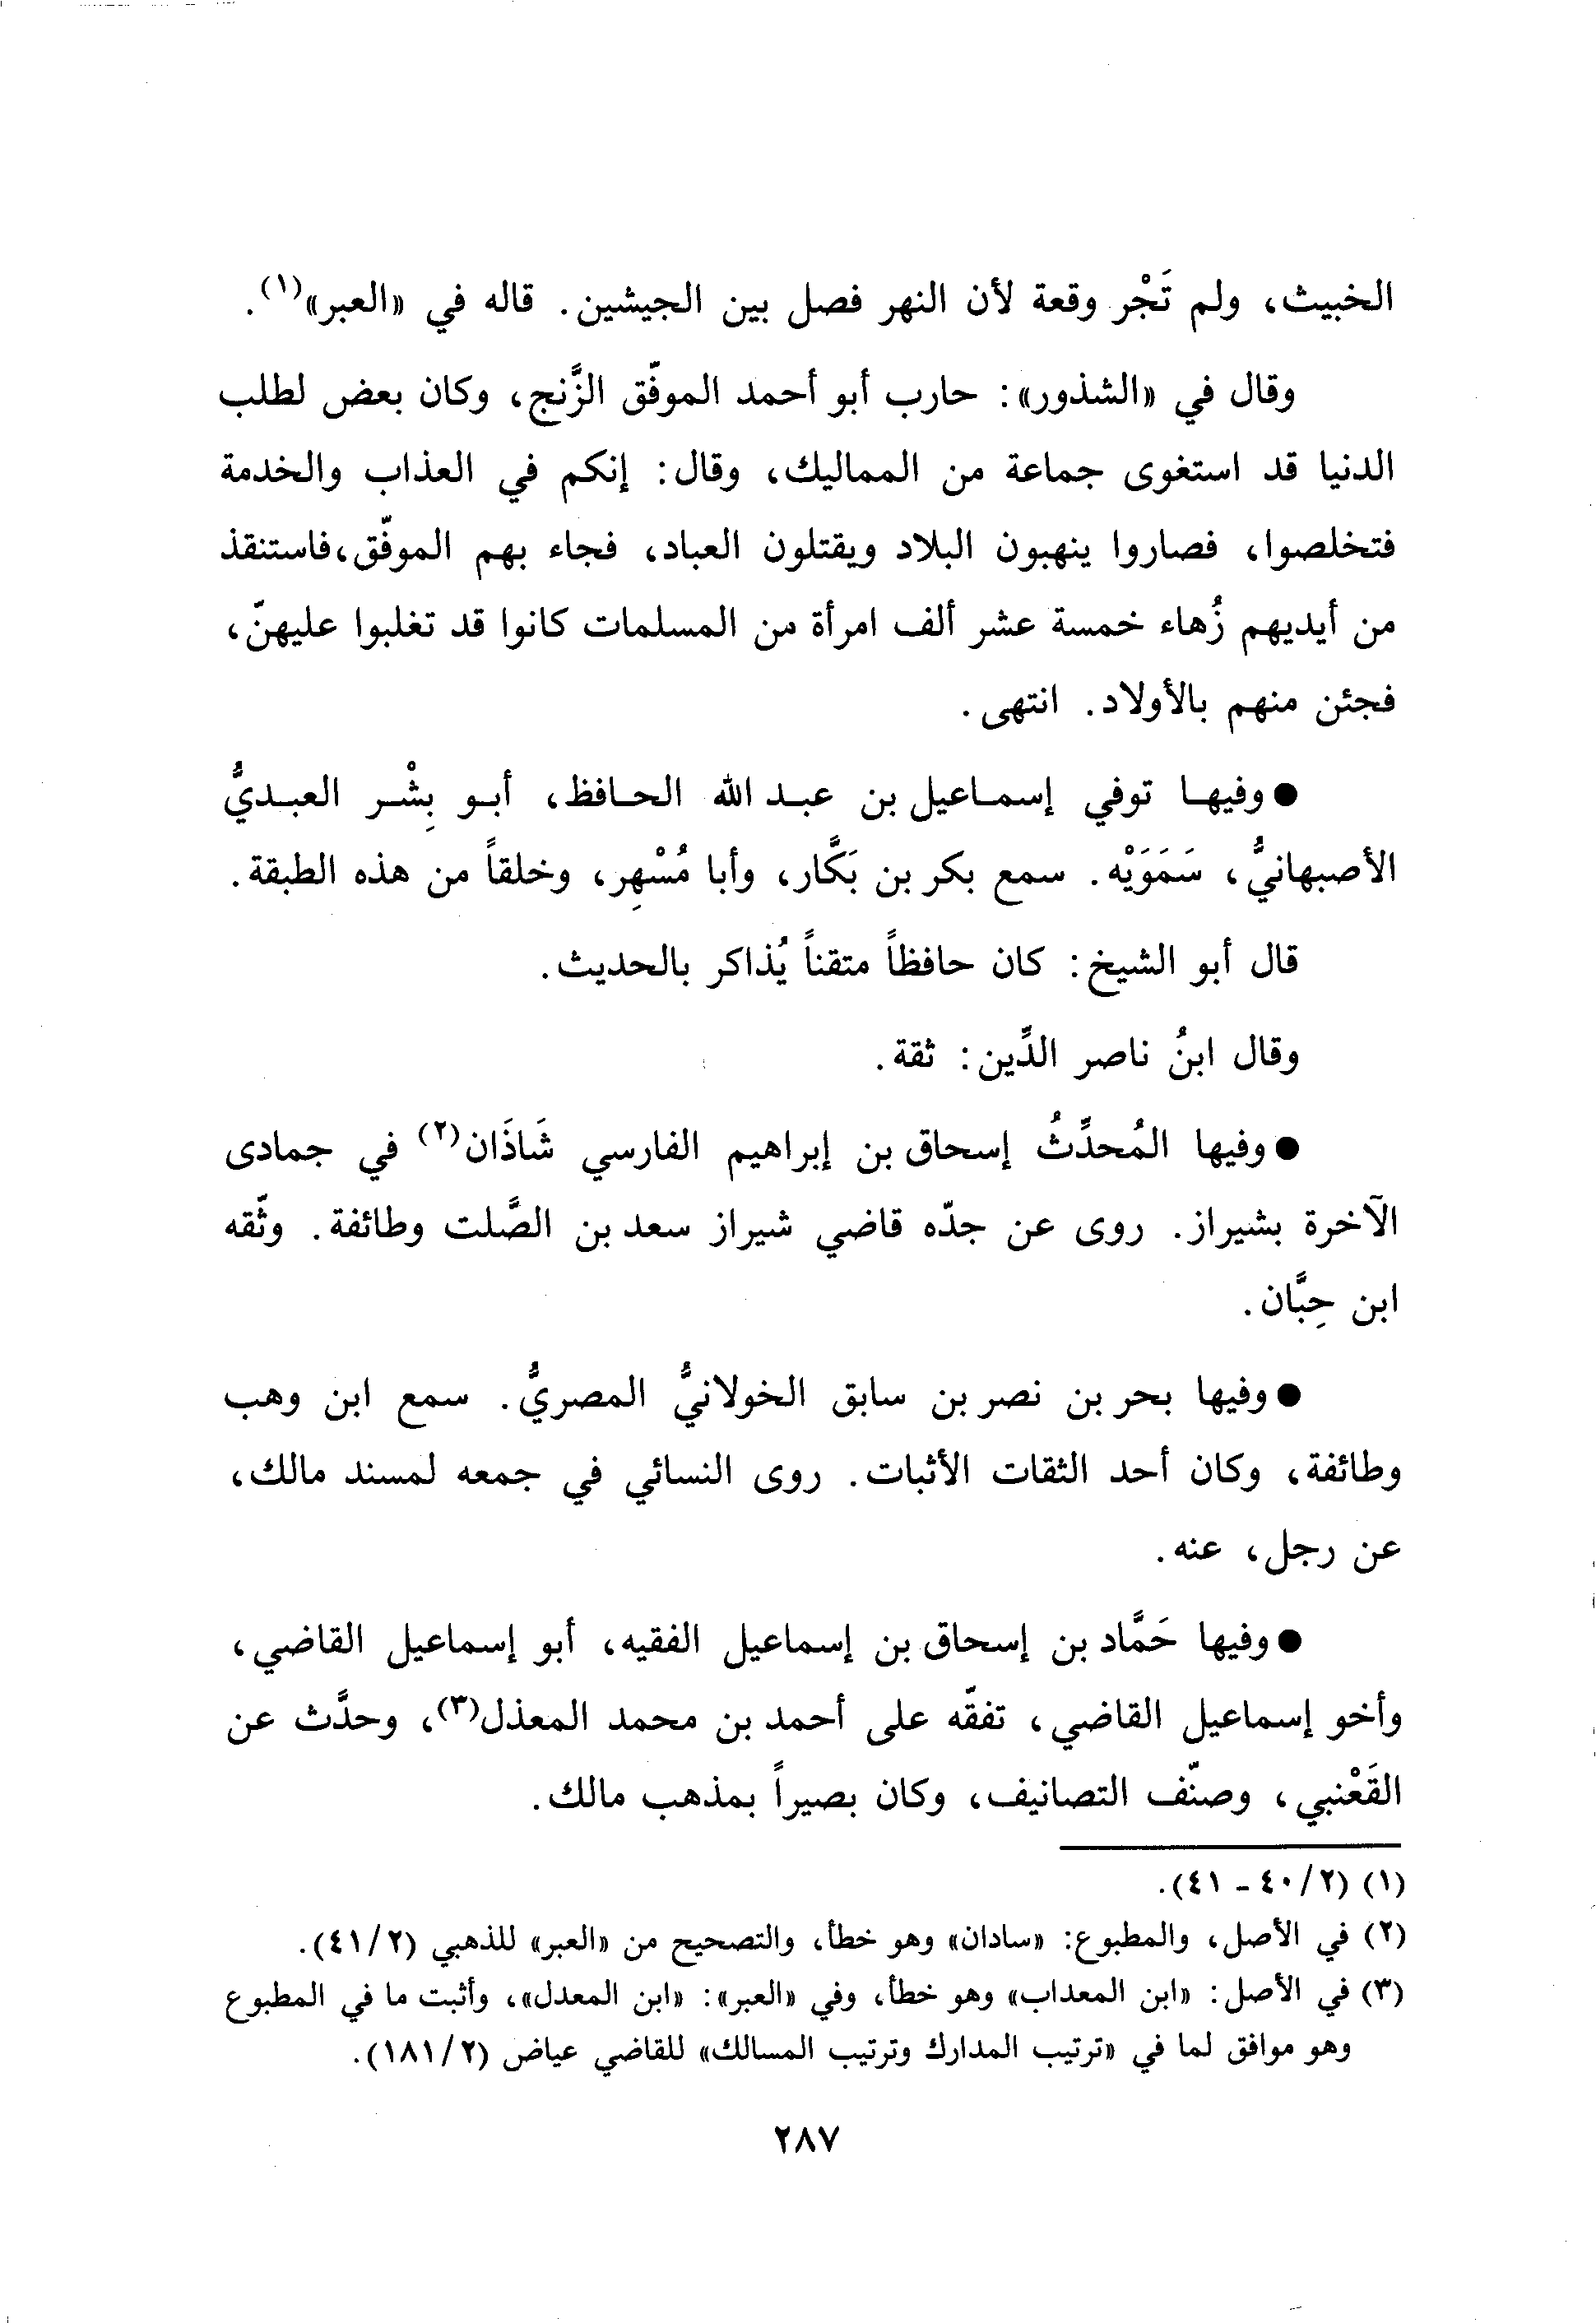 الخبيث، ولم تَجْر وقعة لأن النهر فصل بين الجيشين. قاله في «العبر»(١).
وقال في «الشذور»: حارب أبو أحمد الموفّق الزَّنج، وكان بعض لطلب
الدنيا قد استغوى جماعة من المماليك، وقال: إنكم في العذاب والخدمة
فتخلصوا، فصاروا ينهبون البلاد ويقتلون العباد، فجاء بهم الموفّق،فاستنقذ
من أيديهم زُهاء خمسة عشر ألف امرأة من المسلمات كانوا قد تغلبوا عليهنّ،
فجئن منهم بالأولاد. انتهى.
● وفيهـا توفي إسمـاعيل بن عبـد الله الحـافظ، أبـو بِشْـر العبـديُّ
الأصبهانيُّ، سَمَوَيْه. سمع بكر بن بَكَّار، وأبا مُسْهِر، وخلقاً من هذه الطبقة.
قال أبو الشيخ: كان حافظاً متقناً يُذاكر بالحديث.
وقال ابنُ ناصر الدِّين: ثقة.
● وفيها المُحدِّثُ إسحاق بن إبراهيم الفارسي شَاذَان(٢) في جمادى
الآخرة بشيراز. روى عن جدّه قاضي شيراز سعد بن الصَّلت وطائفة. وثّقه
ابن حِبَّان.
● وفيها بحر بن نصر بن سابق الخولانيُّ المصريُّ. سمع ابن وهب
وطائفة، وكان أحد الثقات الأثبات. روى النسائي في جمعه لمسند مالك،
عن رجل، عنه.
● وفيها حَمَّاد بن إسحاق بن إسماعيل الفقيه، أبو إسماعيل القاضي،
وأخو إسماعيل القاضي، تفقّه على أحمد بن محمد المعذل(٣)، وحدَّث عن
القَعْنبي، وصنّف التصانيف، وكان بصيراً بمذهب مالك.
(١) (٢/ ٤٠ - ٤١).
(٢) في الأصل، والمطبوع: «سادان» وهو خطأ، والتصحيح من «العبر» للذهبي (٢/ ٤١).
(٣) في الأصل: «ابن المعداب» وهو خطأ، وفي «العبر»: «ابن المعدل»، وأثبت ما في المطبوع
وهو موافق لما في «ترتيب المدارك وترتيب المسالك» للقاضي عياض (٢/ ١٨١).
٢٨٧